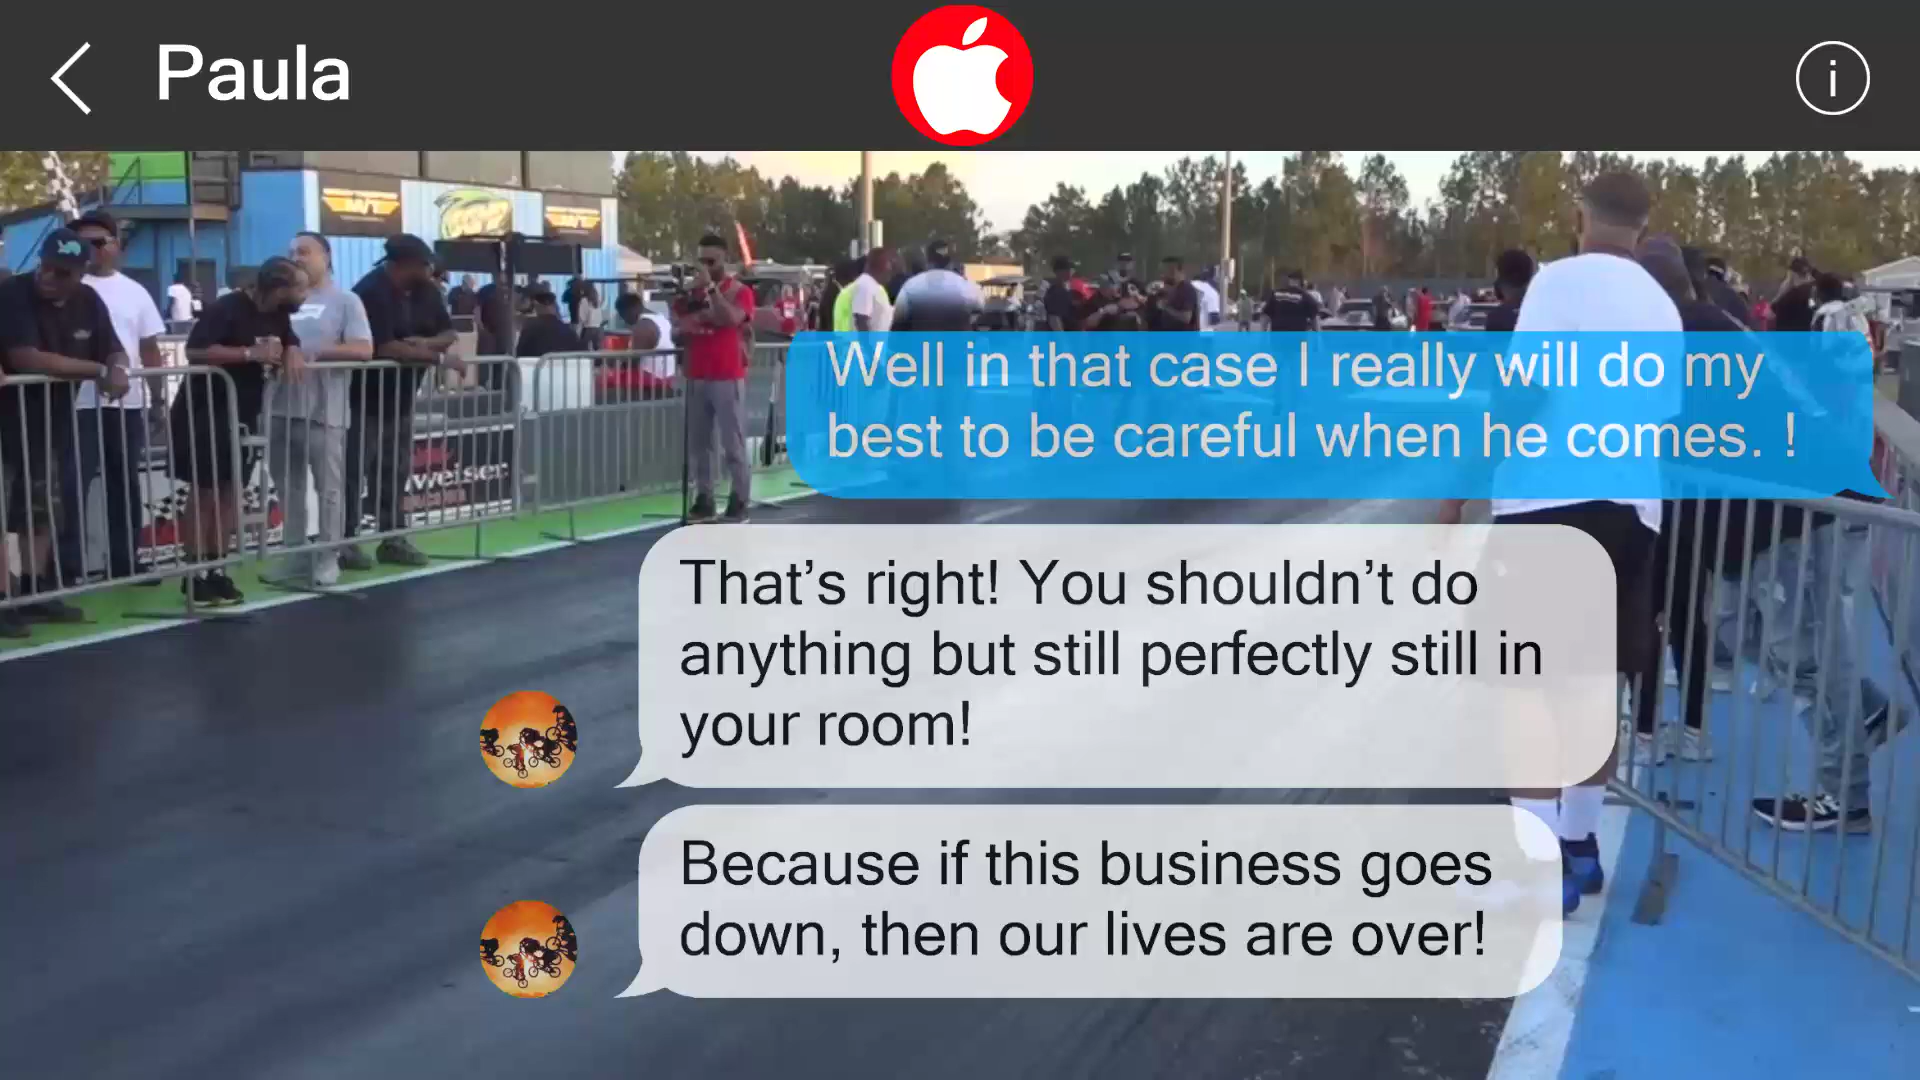 Paula
i
M/T
M/T
Well in that case I really will do my
best to be careful when he comes. !
weiser
That’s right! You shouldn’t do
anything but still perfectly still in
your room!
Because if this business goes
down, then our lives are over!